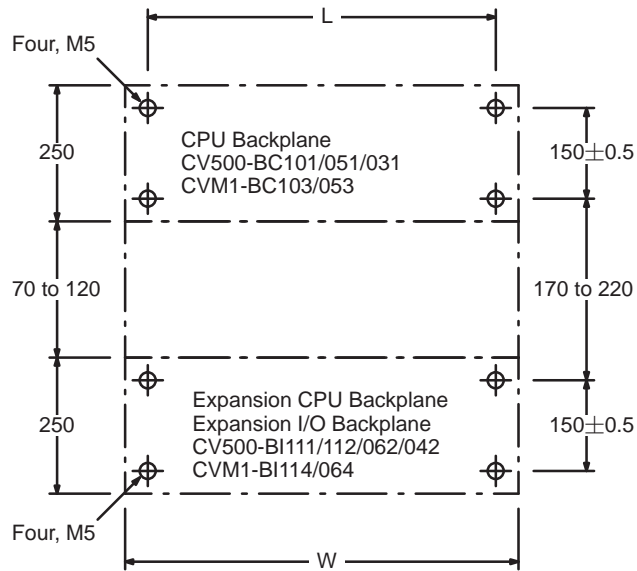 L
Four, M5
250
CPU Backplane
CV500-BC101/051/031
CVM1-BC103/053
150±0.5
70 to 120
170 to 220
250
Expansion CPU Backplane
Expansion I/O Backplane
CV500-BI111/112/062/042
CVM1-BI114/064
150±0.5
Four, M5
W